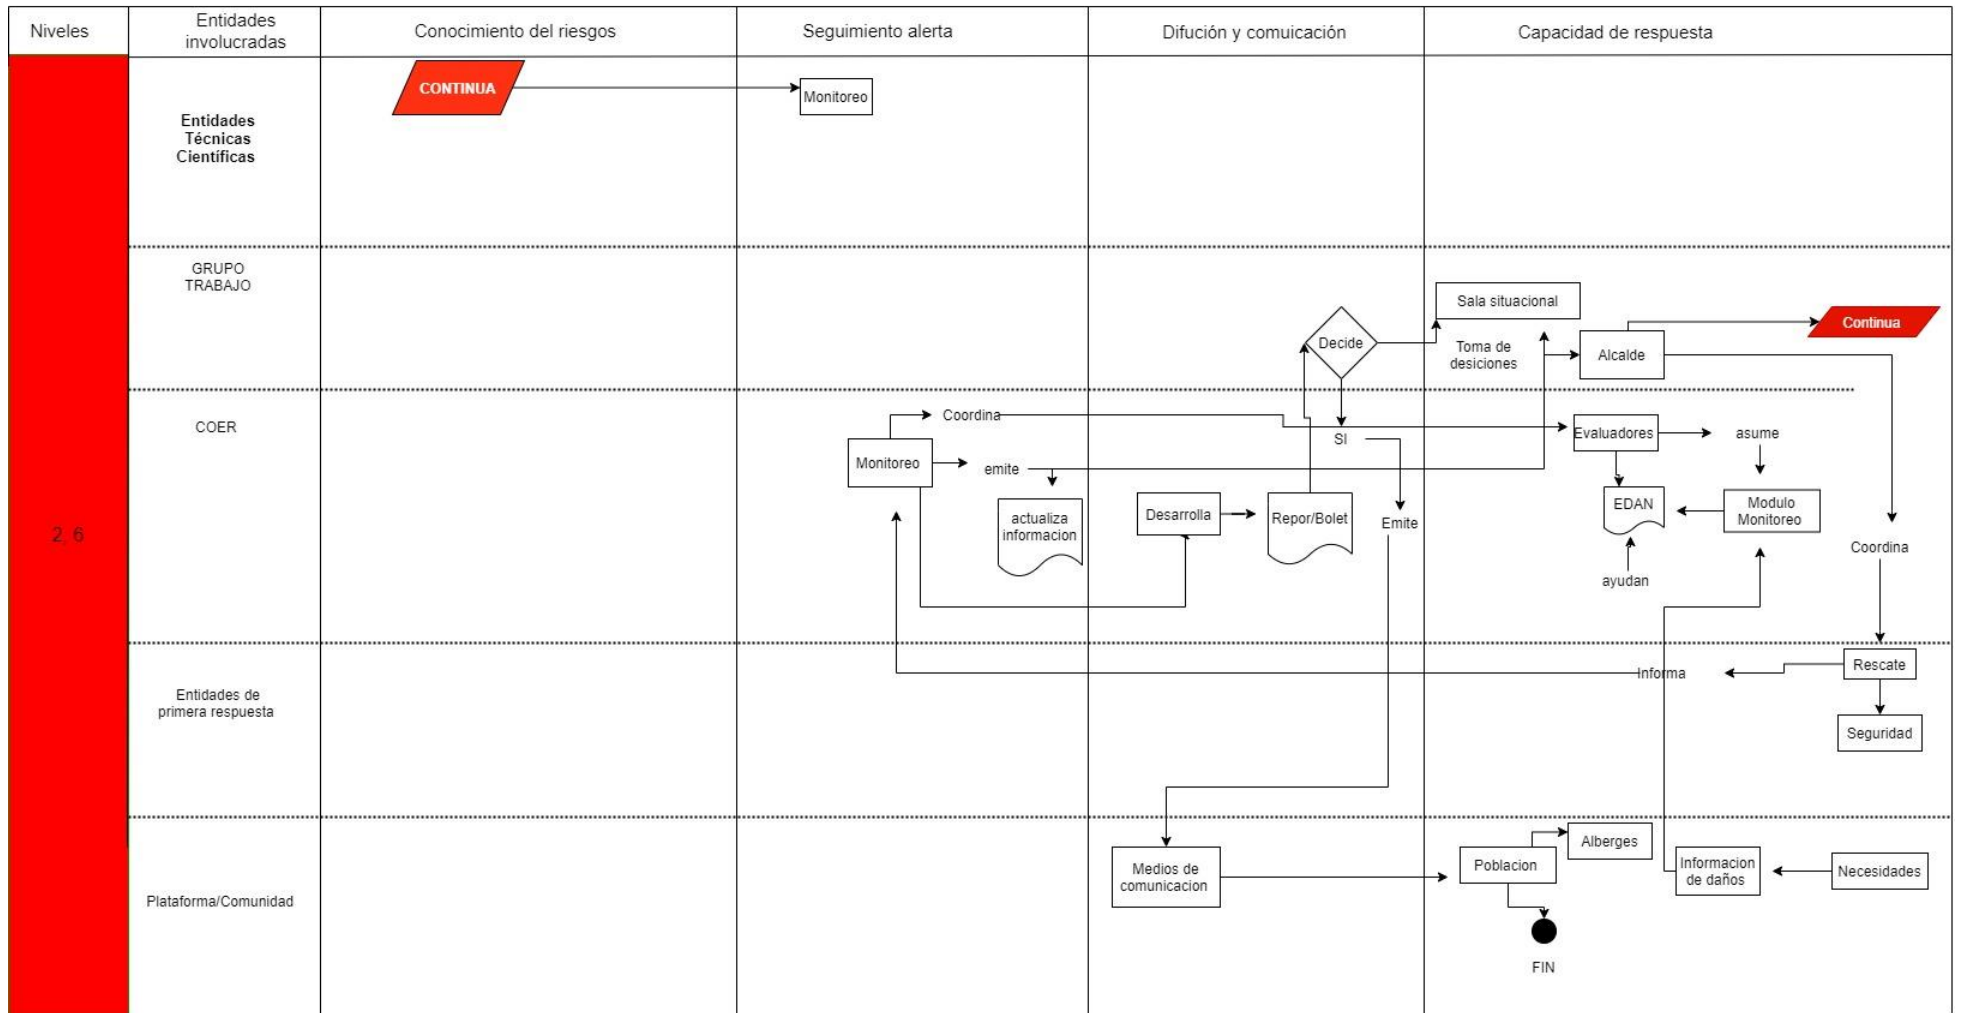 Niveles
Entidades
involucradas
Conocimiento del riesgos
Seguimiento alerta
Difución y comuicación
Capacidad de respuesta
2, 6
Entidades
Técnicas
Científicas
CONTINUA
Monitoreo
GRUPO
TRABAJO
Decide
Sala situacional
Toma de
desiciones
Alcalde
Continua
COER
Coordina
Monitoreo
emite
actualiza
informacion
Desarrolla
Repor/Bolet
SI
Emite
Evaluadores
asume
EDAN
Modulo
Monitoreo
ayudan
Coordina
Entidades de
primera respuesta
Informa
Rescate
Seguridad
Plataforma/Comunidad
Medios de
comunicacion
Poblacion
Alberges
Informacion
de daños
Necesidades
FIN